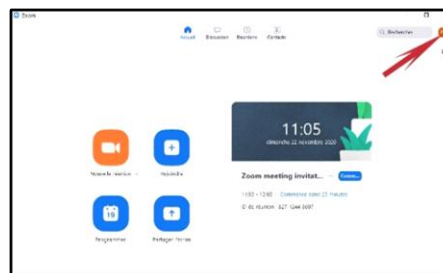 Zoom
Accueil
Discussion
Réunions
Contacts
Rechercher
11:05
dimanche 22 novembre 2020
Zoom meeting invitat...
Nouvelle réunion
Rejoindre
19
Programmer
Partager l'écran